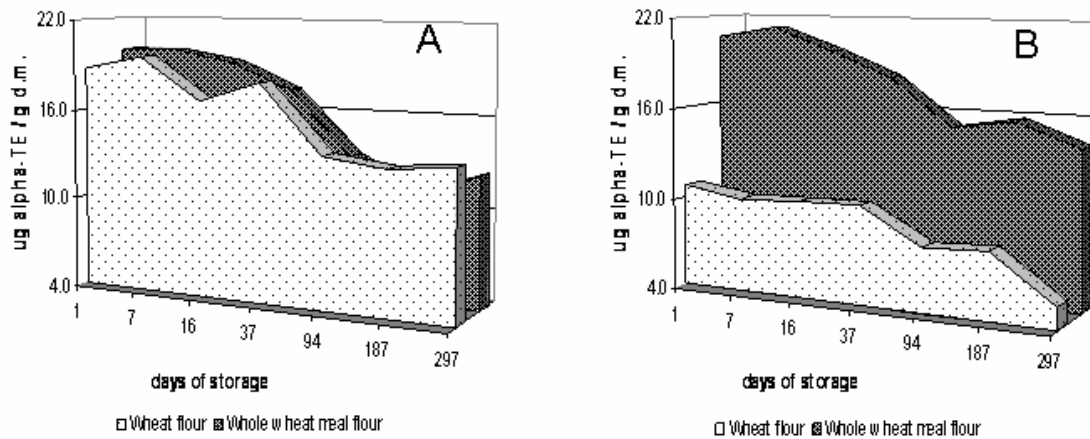 22.0
16.0
10.0
4.0
ug alpha-TE / g d.m.
A
1 7 16 37 94 187 297
days of storage
Wheat flour Whole wheat meal flour
22.0
16.0
10.0
4.0
ug alpha-TE / g d.m.
B
1 7 16 37 94 187 297
days of storage
Wheat flour Whole wheat meal flour